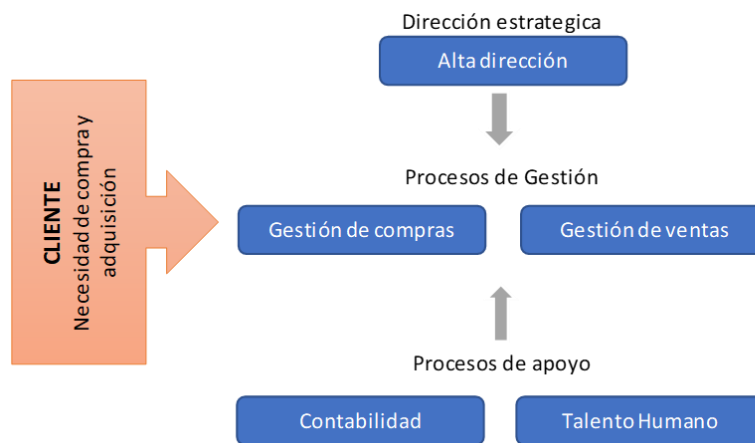 Dirección estrategica
Alta dirección
CLIENTE
Necesidad de compra y
adquisición
Procesos de Gestión
Gestión de compras
Gestión de ventas
Procesos de apoyo
Contabilidad
Talento Humano